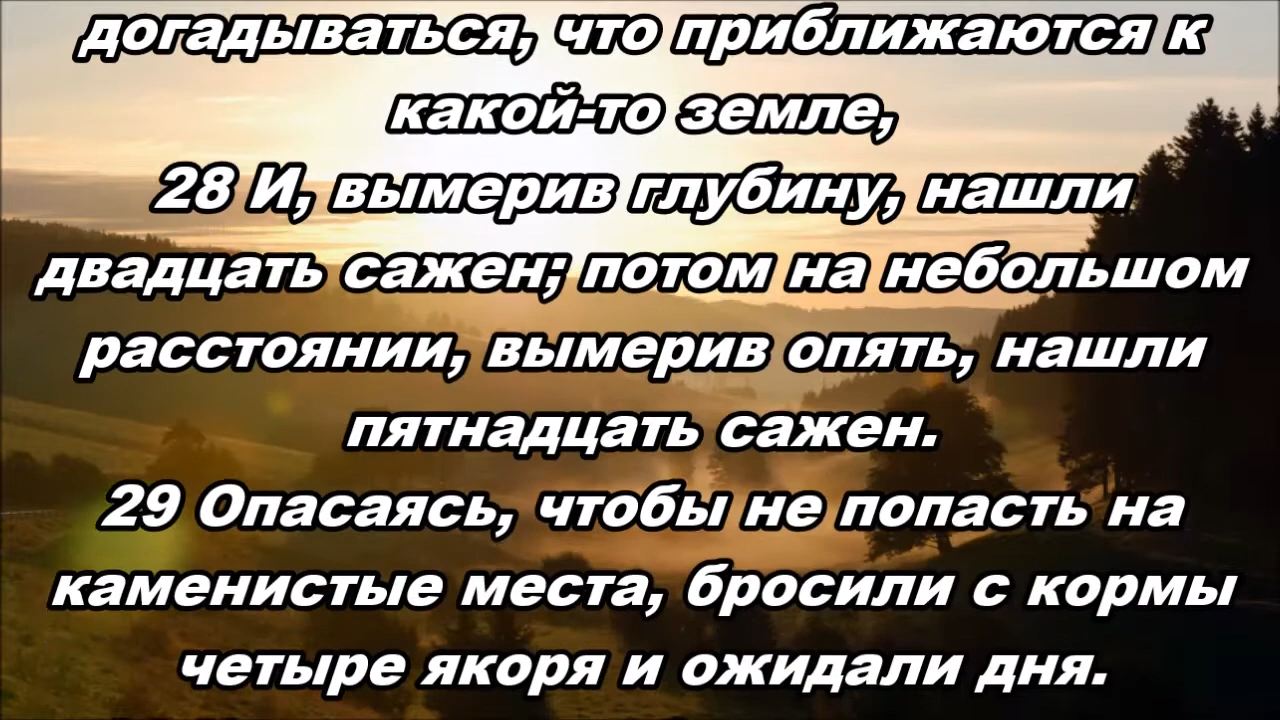 догадываться, что приближаются к
какой-то земле,
28 И, вымерив глубину, нашли
двадцать сажен; потом на небольшом
расстоянии, вымерив опять, нашли
пятнадцать сажен.
29 Опасаясь, чтобы не попасть на
каменистые места, бросили с кормы
четыре якоря и ожидали дня.